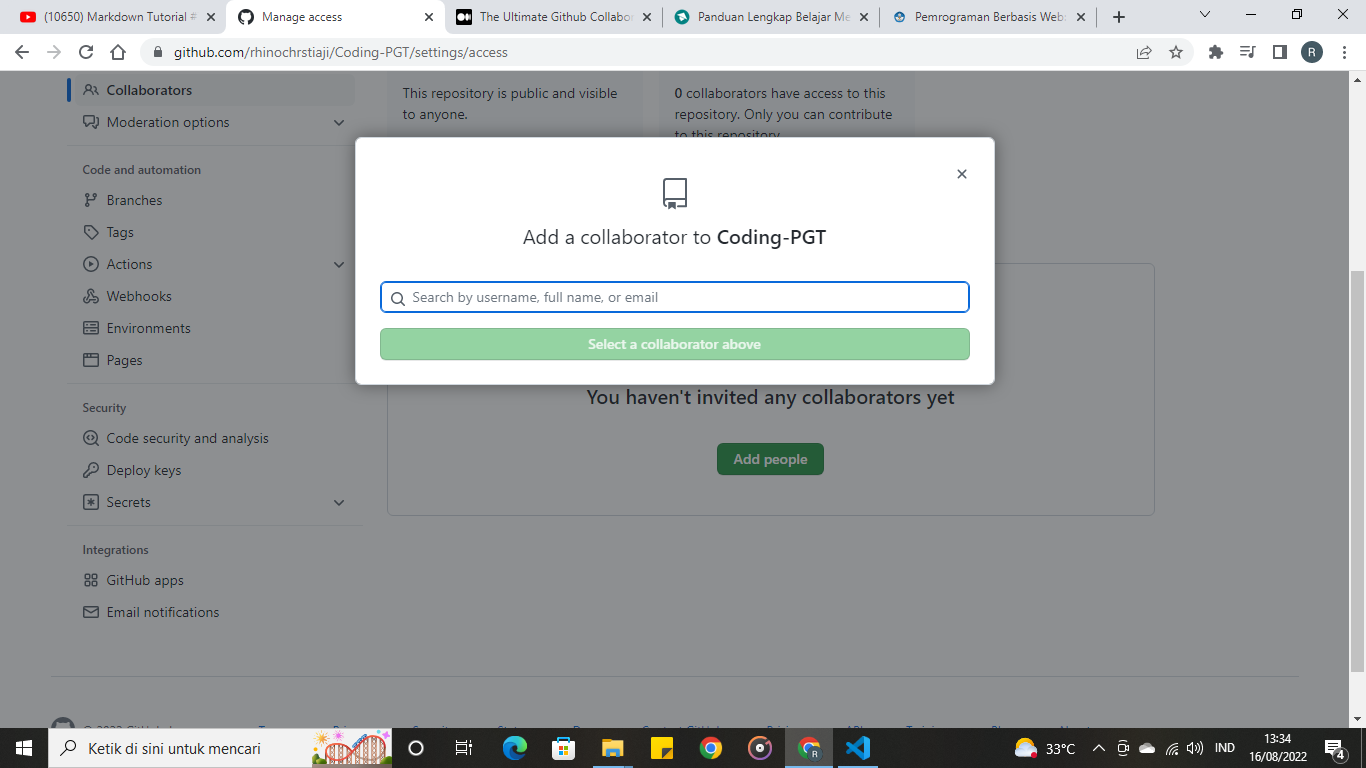 (10650) Markdown Tutorial #
Manage access
The Ultimate Github Collabor
Panduan Lengkap Belajar Me
Pemrograman Berbasis Web:
github.com/rhinochrstiaji/Coding-PGT/settings/access
R
Collaborators
Moderation options
Code and automation
Branches
Tags
Actions
Webhooks
Environments
Pages
Security
Code security and analysis
Deploy keys
Secrets
Integrations
GitHub apps
Email notifications
This repository is public and visible
to anyone.
0 collaborators have access to this
repository. Only you can contribute
to this repository.
Add a collaborator to Coding-PGT
Search by username, full name, or email
Select a collaborator above
You haven't invited any collaborators yet
Add people
Ketik di sini untuk mencari
R
33°C
IND
13:34
16/08/2022
4